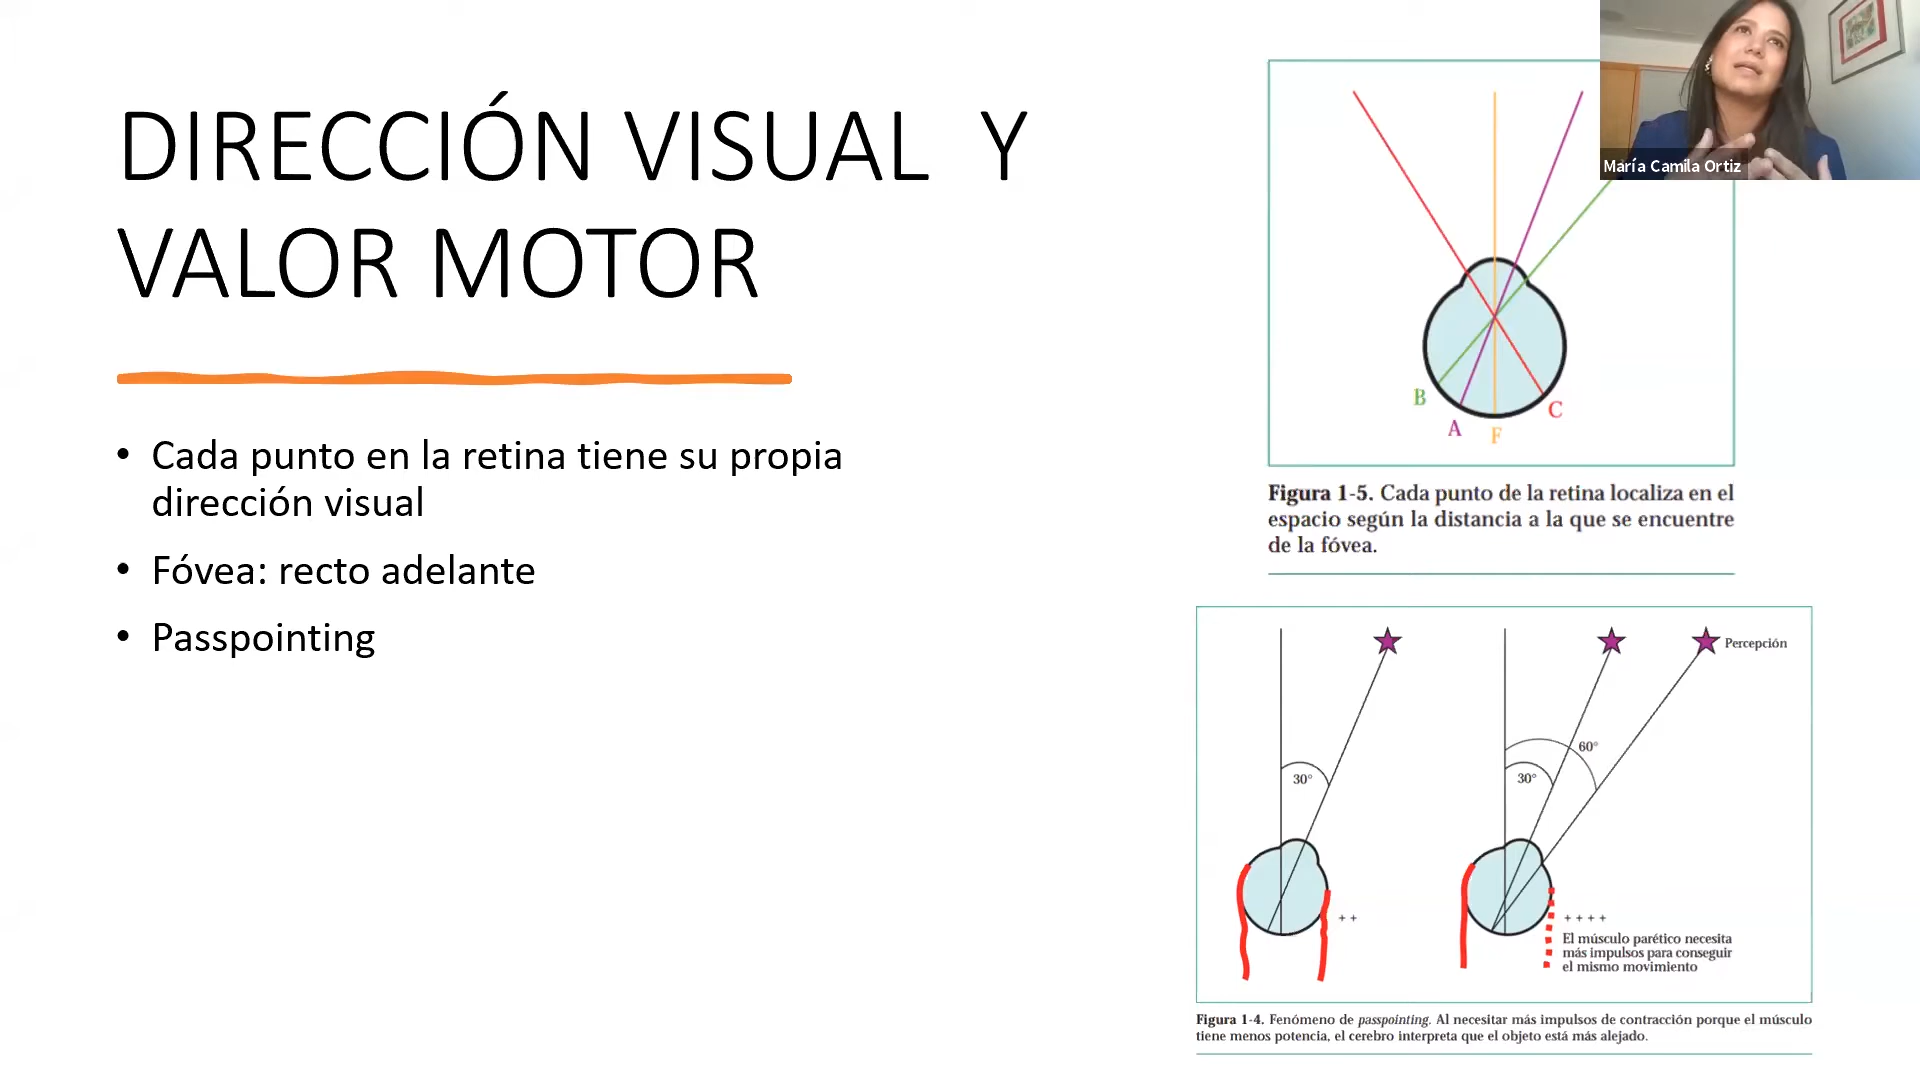 DIRECCIÓN VISUAL Y
VALOR MOTOR
• Cada punto en la retina tiene su propia
dirección visual
• Fóvea: recto adelante
• Passpointing
María Camila Ortiz
B
A
F
C
Figura 1-5. Cada punto de la retina localiza en el
espacio según la distancia a la que se encuentre
de la fóvea.
Percepción
30°
30°
60°
+ +
+ + + +
El músculo parético necesita
más impulsos para conseguir
el mismo movimiento
Figura 1-4. Fenómeno de passpointing. Al necesitar más impulsos de contracción porque el músculo
tiene menos potencia, el cerebro interpreta que el objeto está más alejado.